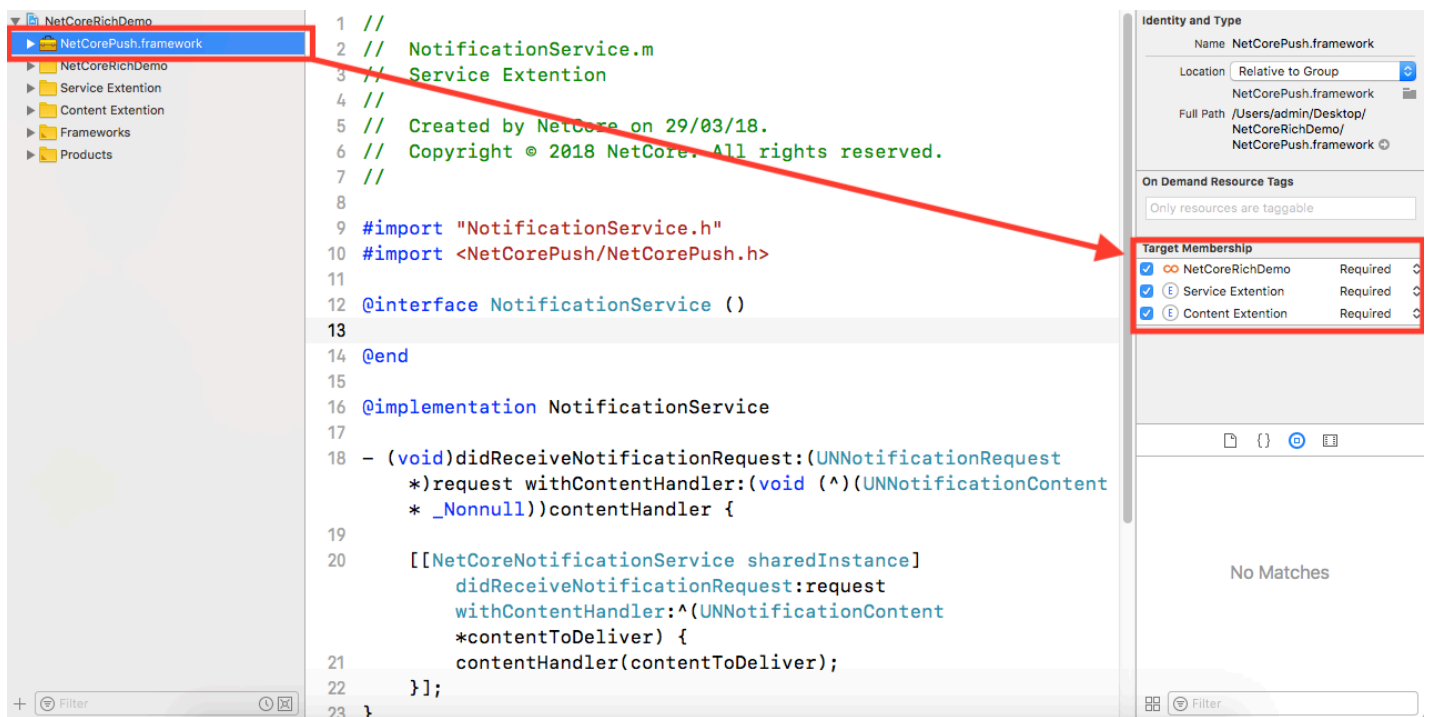 NetCoreRichDemo
NetCorePush.framework
NetCoreRichDemo
Service Extention
Content Extention
Frameworks
Products
Filter
1 //
2 // NotificationService.m
3 // Service Extention
4 //
5 // Created by NetCore on 29/03/18.
6 // Copyright © 2018 NetCore. All rights reserved.
7 //
8
9 #import "NotificationService.h"
10 #import <NetCorePush/NetCorePush.h>
11
12 @interface NotificationService ()
13
14 @end
15
16 @implementation NotificationService
17
18 - (void)didReceiveNotificationRequest:(UNNotificationRequest
*)request withContentHandler:(void (^)(UNNotificationContent
* _Nonnull))contentHandler {
19
20 [[NetCoreNotificationService sharedInstance]
didReceiveNotificationRequest:request
withContentHandler:^(UNNotificationContent
*contentToDeliver) {
21 contentHandler(contentToDeliver);
22 }];
23 }
Identity and Type
Name NetCorePush.framework
Location Relative to Group
NetCorePush.framework
Full Path /Users/admin/Desktop/
NetCoreRichDemo/
NetCorePush.framework
On Demand Resource Tags
Only resources are taggable
Target Membership
NetCoreRichDemo Required
E Service Extention Required
E Content Extention Required
{}
No Matches
Filter